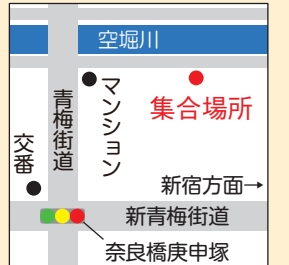 空堀川
マンション
集合場所
青梅街道
交番
新宿方面→
新青梅街道
奈良橋庚申塚